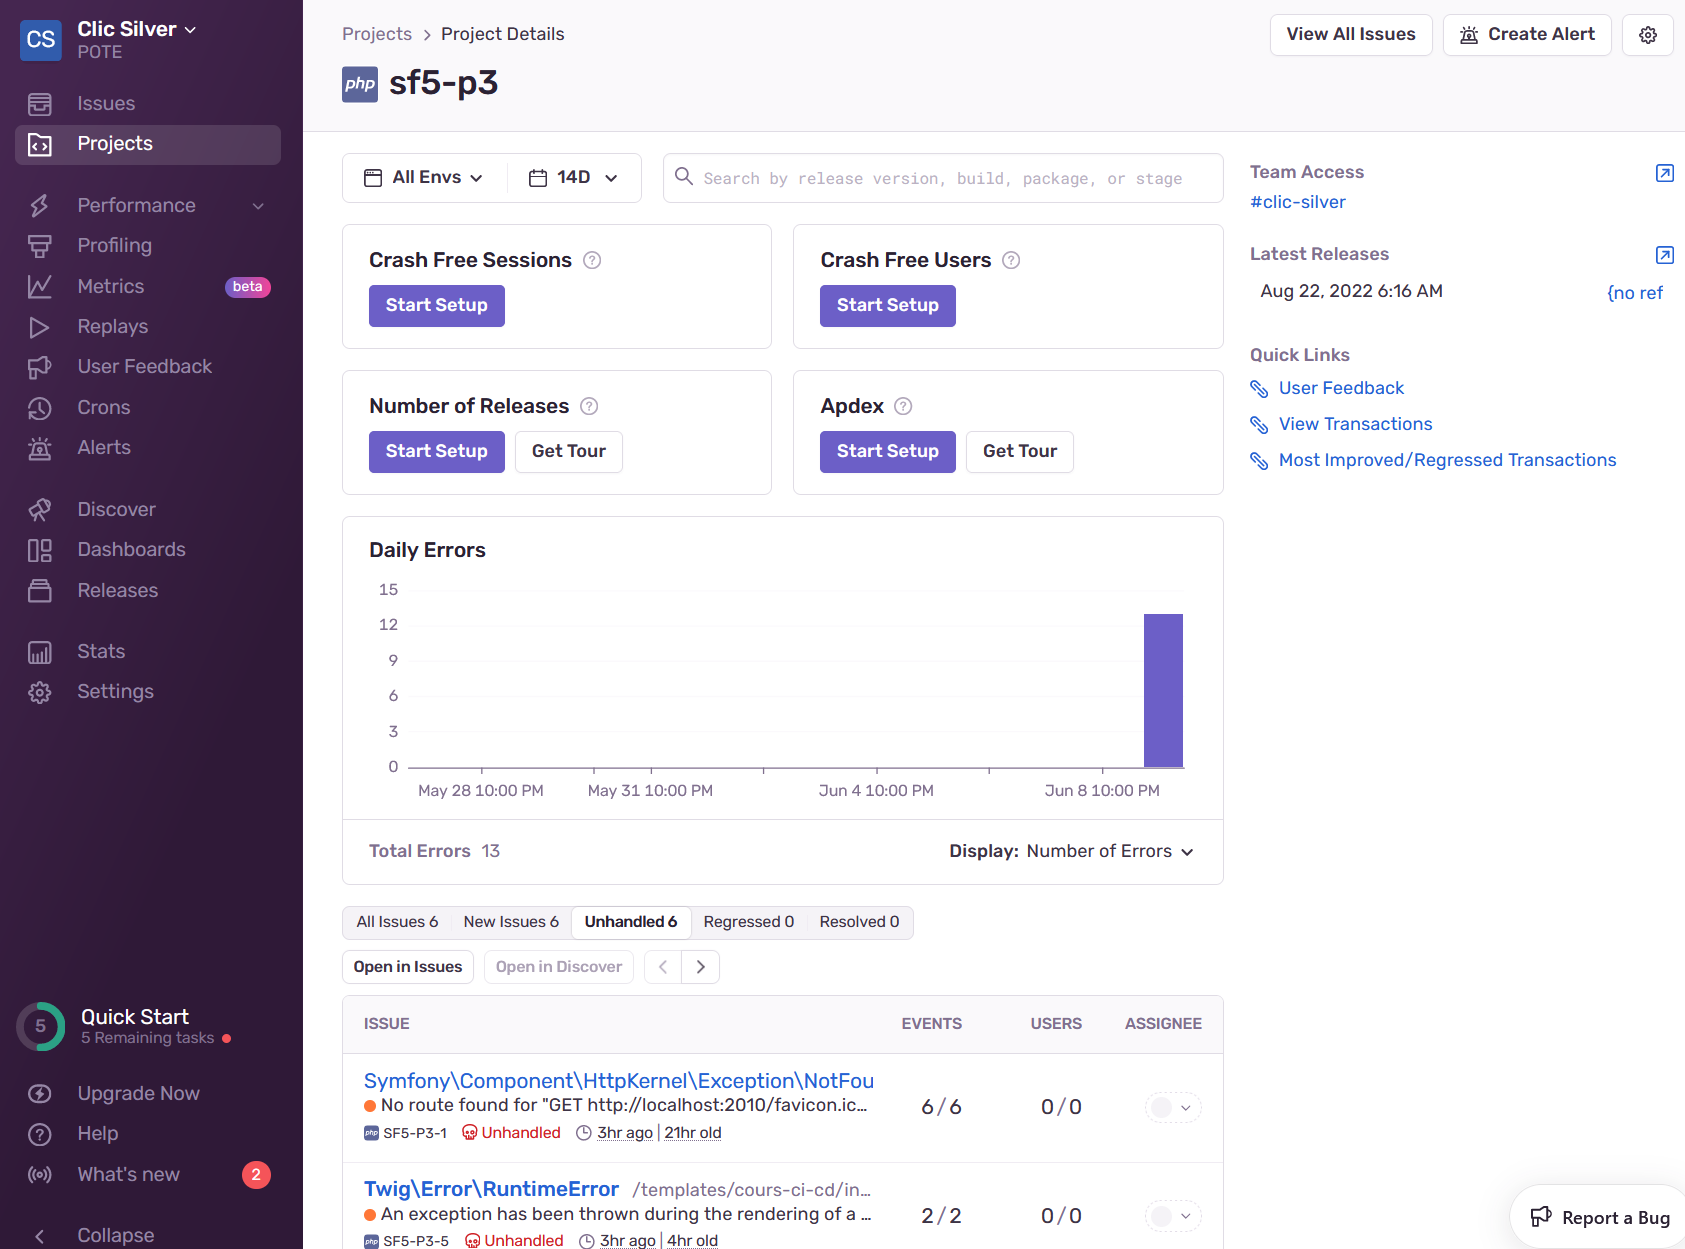 CS
Clic Silver
POTE
Issues
Projects
Performance
Profiling
Metrics beta
Replays
User Feedback
Crons
Alerts
Discover
Dashboards
Releases
Stats
Settings
5
Quick Start
5 Remaining tasks
Upgrade Now
Help
What's new 2
Collapse
Projects > Project Details
View All Issues
Create Alert
php sf5-p3
All Envs
14D
Search by release version, build, package, or stage
Crash Free Sessions ?
Start Setup
Crash Free Users ?
Start Setup
Number of Releases ?
Start Setup Get Tour
Apdex ?
Start Setup Get Tour
Daily Errors
15
12
9
6
3
0
May 28 10:00 PM May 31 10:00 PM Jun 4 10:00 PM Jun 8 10:00 PM
Total Errors 13
Display: Number of Errors
All Issues 6 New Issues 6 Unhandled 6 Regressed 0 Resolved 0
Open in Issues Open in Discover
ISSUE EVENTS USERS ASSIGNEE
Symfony\Component\HttpKernel\Exception\NotFou
No route found for "GET http://localhost:2010/favicon.ic...
6/6 0/0
php SF5-P3-1 Unhandled 3hr ago | 21hr old
Twig\Error\RuntimeError /templates/cours-ci-cd/in...
An exception has been thrown during the rendering of a ...
2/2 0/0
php SF5-P3-5 Unhandled 3hr ago | 4hr old
Team Access
#clic-silver
Latest Releases
Aug 22, 2022 6:16 AM {no ref
Quick Links
User Feedback
View Transactions
Most Improved/Regressed Transactions
Report a Bug